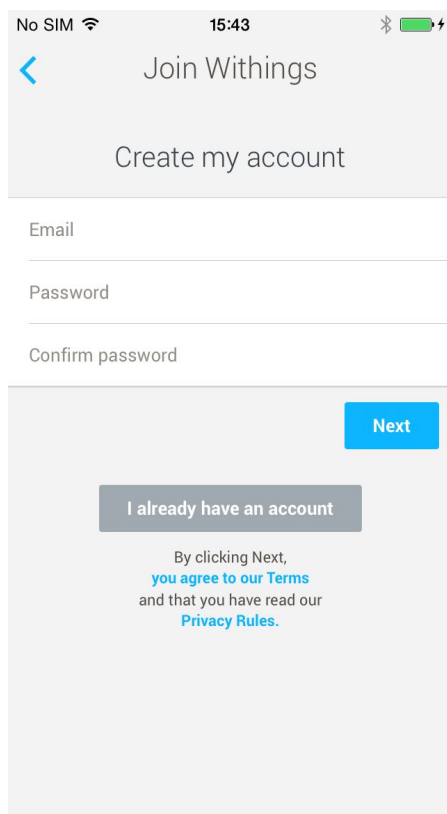 No SIM 15:43
Join Withings
Create my account
Email
Password
Confirm password
Next
I already have an account
By clicking Next,
you agree to our Terms
and that you have read our
Privacy Rules.